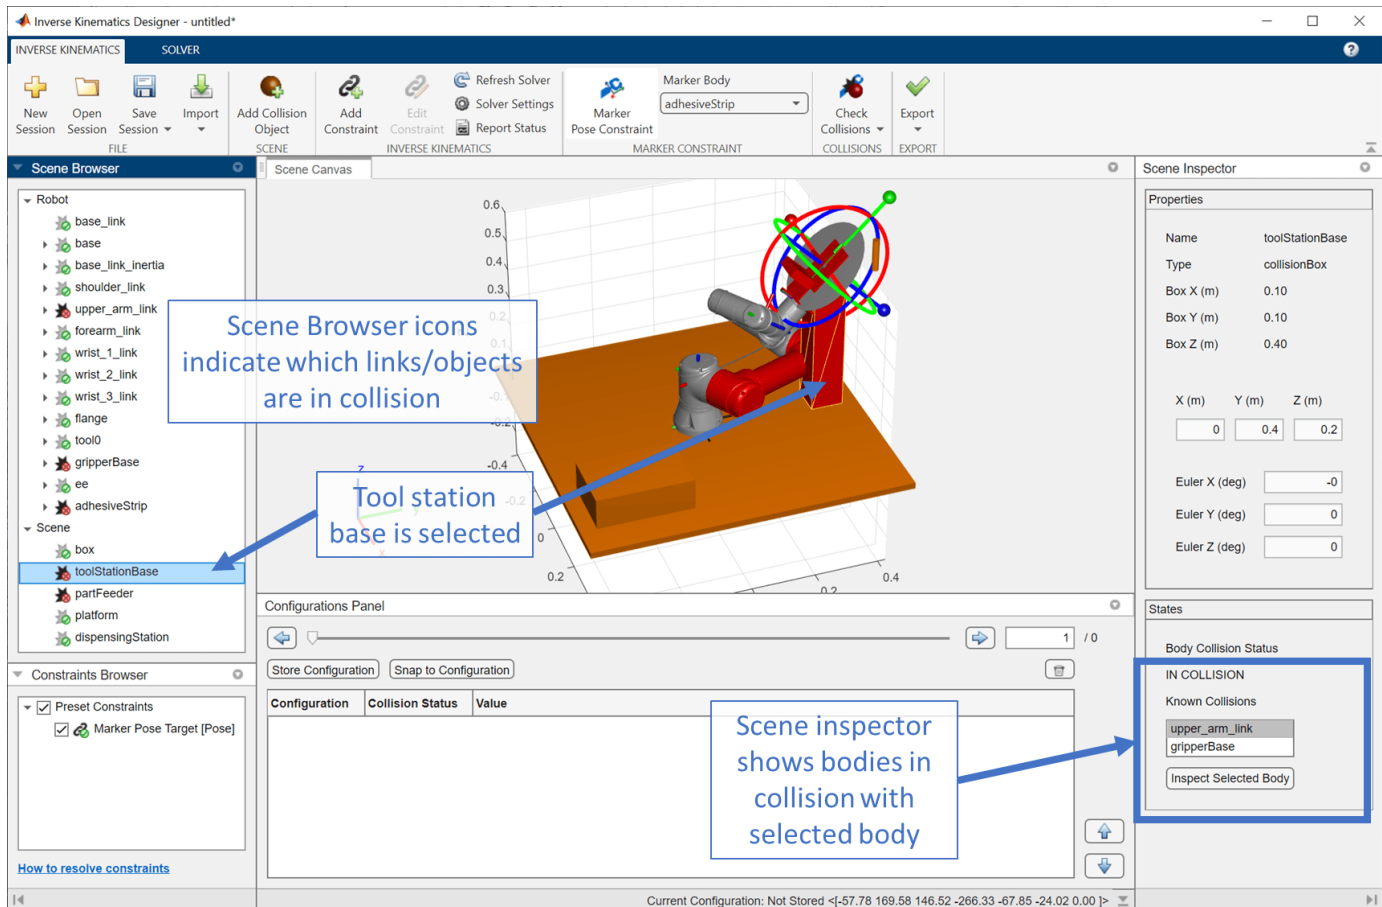 Inverse Kinematics Designer - untitled*
INVERSE KINEMATICS
SOLVER
New Session
Open Session
Save Session
Import
FILE
Add Collision Object
SCENE
Add Constraint
Edit Constraint
Refresh Solver
Solver Settings
Report Status
INVERSE KINEMATICS
Marker Pose Constraint
Marker Body
adhesiveStrip
MARKER CONSTRAINT
Check Collisions
COLLISIONS
Export
EXPORT
Scene Browser
Robot
base_link
base
base_link_inertia
shoulder_link
upper_arm_link
forearm_link
wrist_1_link
wrist_2_link
wrist_3_link
flange
tool0
gripperBase
ee
adhesiveStrip
Scene
box
toolStationBase
partFeeder
platform
dispensingStation
Constraints Browser
Preset Constraints
Marker Pose Target [Pose]
How to resolve constraints
Scene Canvas
0.6
0.5
0.4
0.3
0.2
0.1
-0.2
-0.4
-0.2
0
0.2
0.2
0.4
z
y
x
Scene Browser icons
indicate which links/objects
are in collision
Tool station
base is selected
Configurations Panel
1 / 0
Store Configuration
Snap to Configuration
Configuration Collision Status Value
Scene inspector
shows bodies in
collision with
selected body
Scene Inspector
Properties
Name toolStationBase
Type collisionBox
Box X (m) 0.10
Box Y (m) 0.10
Box Z (m) 0.40
X (m) Y (m) Z (m)
0 0.4 0.2
Euler X (deg) -0
Euler Y (deg) 0
Euler Z (deg) 0
States
Body Collision Status
IN COLLISION
Known Collisions
upper_arm_link
gripperBase
Inspect Selected Body
Current Configuration: Not Stored <[-57.78 169.58 146.52 -266.33 -67.85 -24.02 0.00 ]>